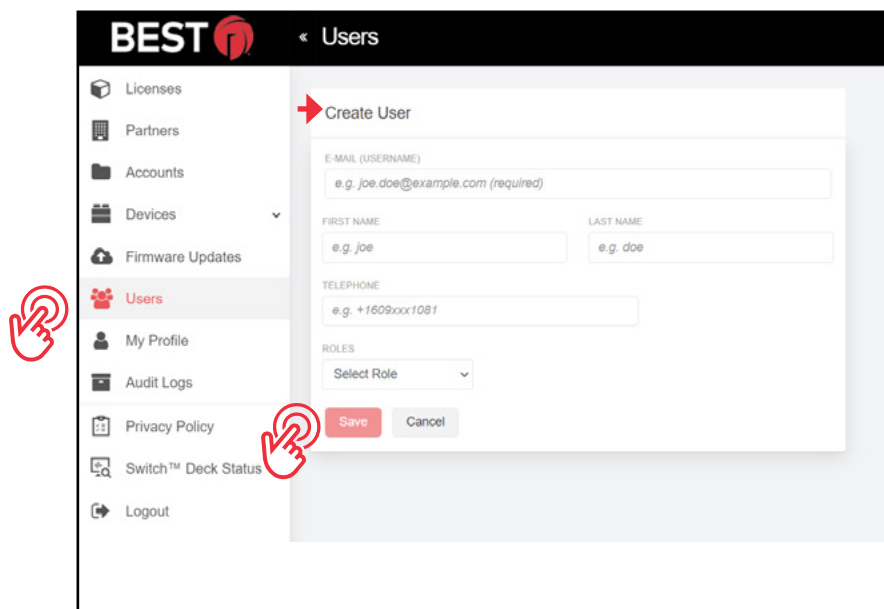 BEST
« Users
Licenses
Partners
Accounts
Devices
Firmware Updates
Users
My Profile
Audit Logs
Privacy Policy
Switch™ Deck Status
Logout
Create User
E-MAIL (USERNAME)
e.g. joe.doe@example.com (required)
FIRST NAME
LAST NAME
e.g. joe
e.g. doe
TELEPHONE
e.g. +1609xxx1081
ROLES
Select Role
Save
Cancel